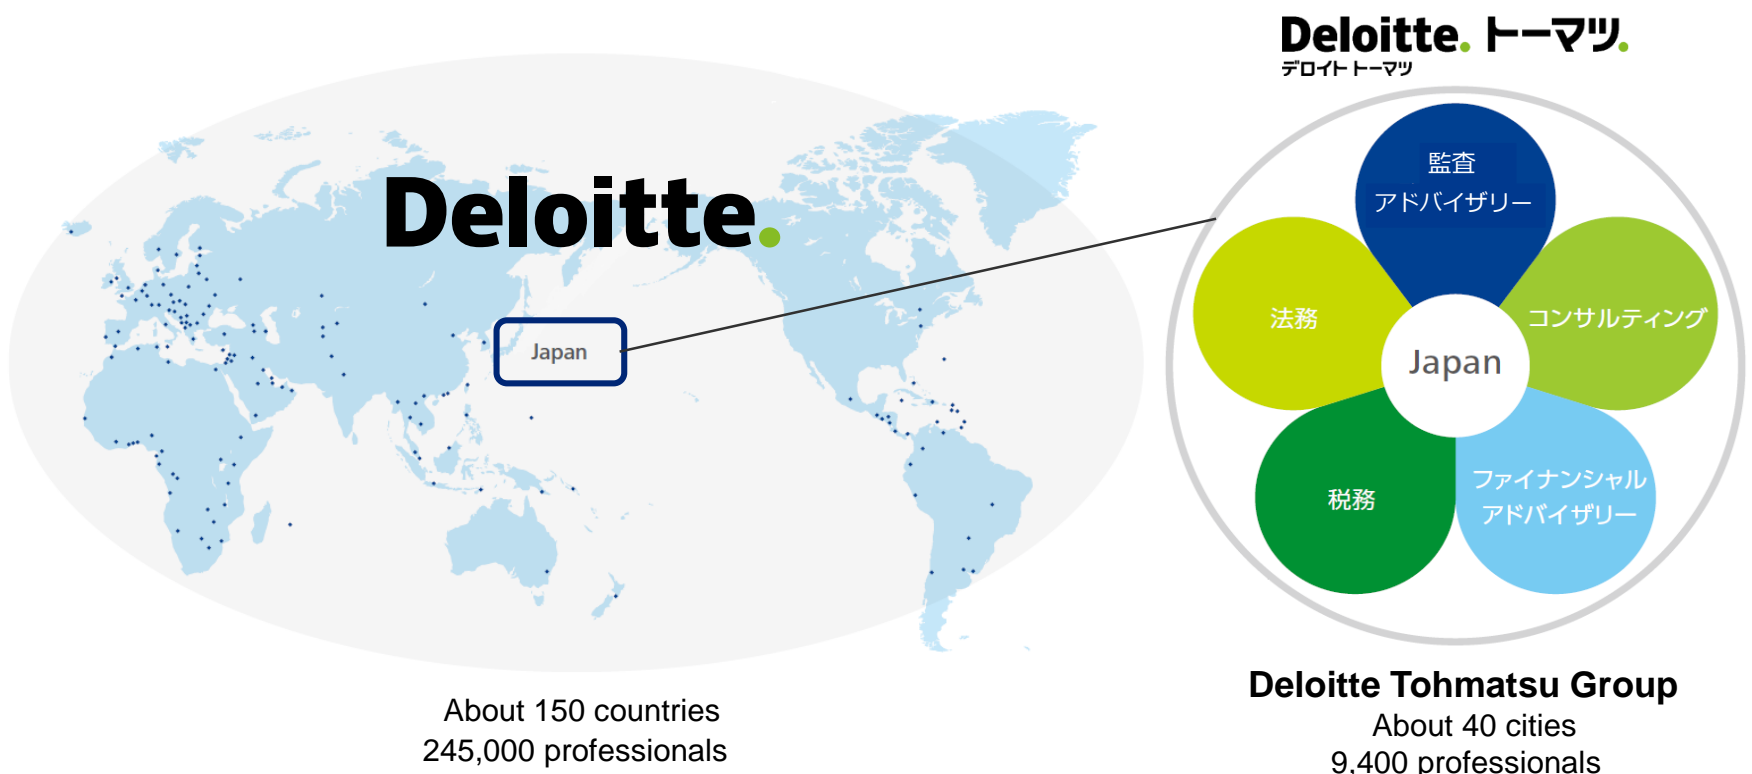 Deloitte.
Japan
About 150 countries
245,000 professionals
Deloitte. トーマツ.
デロイト トーマツ
監査
アドバイザリー
法務
コンサルティング
Japan
税務
ファイナンシャル
アドバイザリー
Deloitte Tohmatsu Group
About 40 cities
9,400 professionals